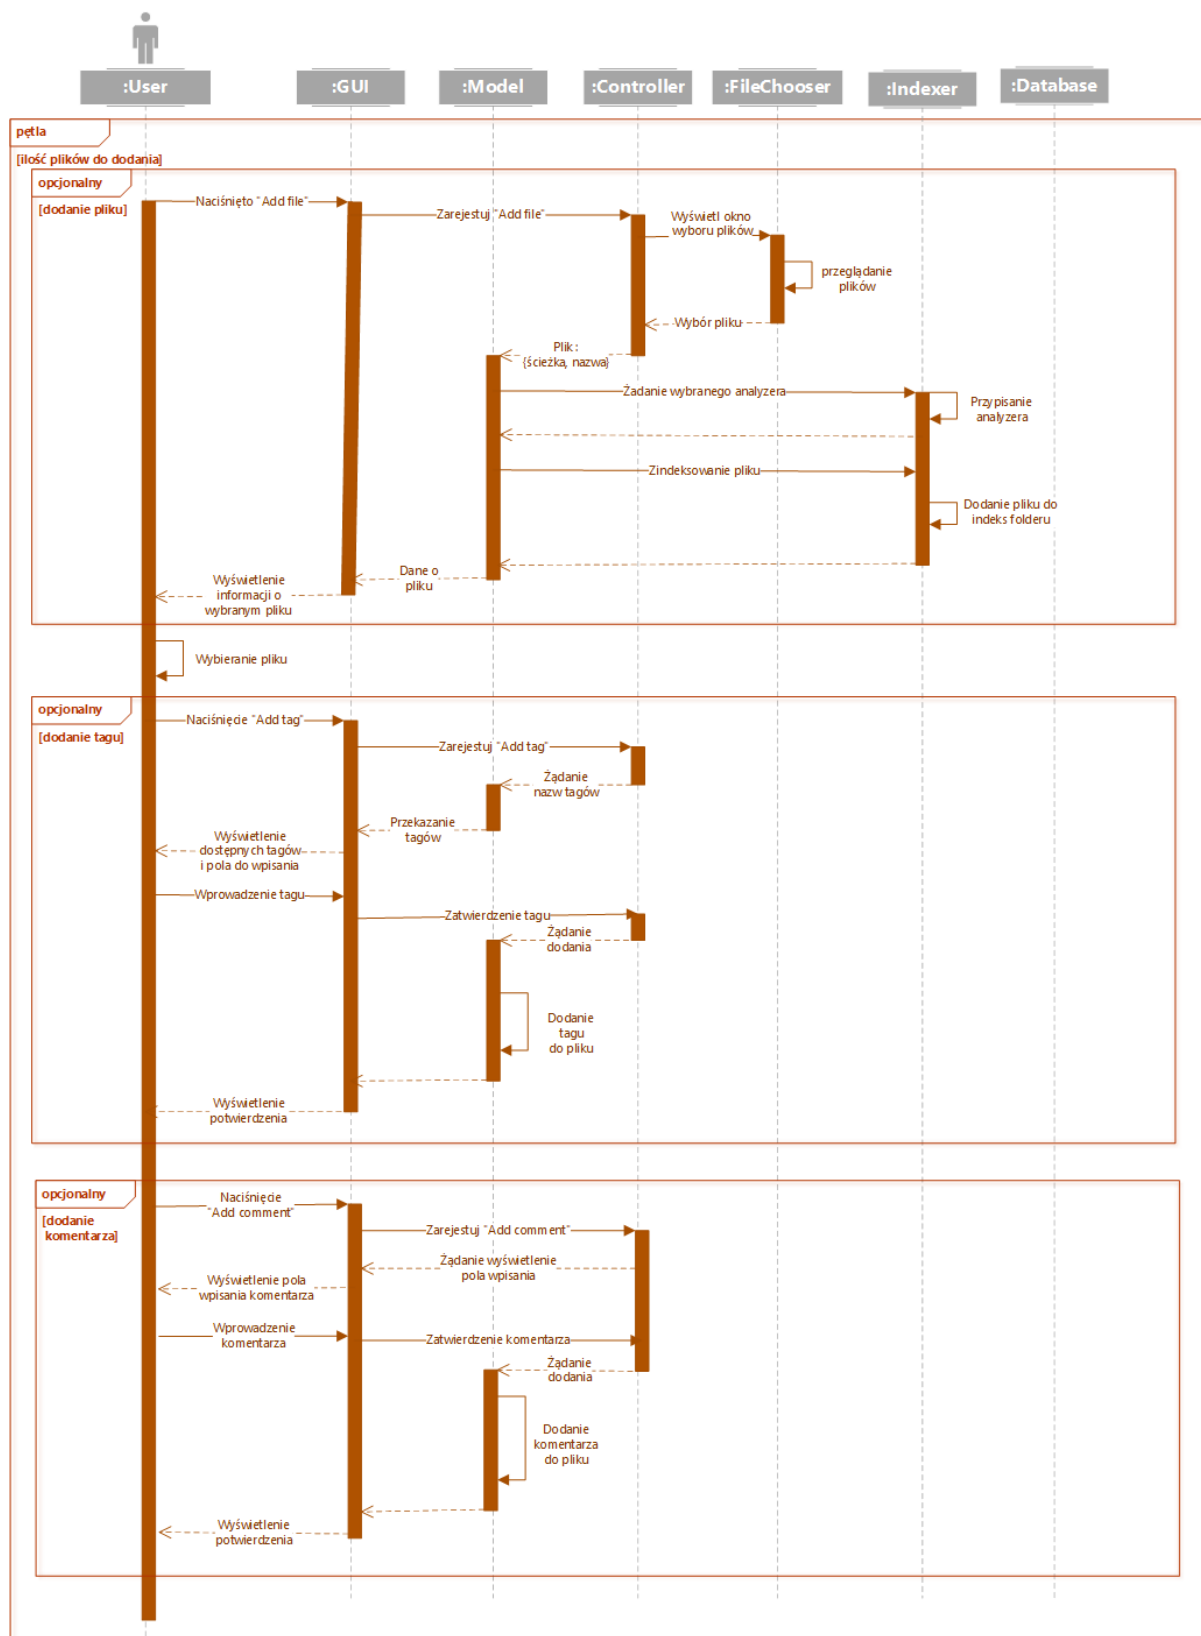 :User
:GUI
:Model
:Controller
:FileChooser
:Indexer
:Database
pętla
[ilość plików do dodania]
opcjonalny
[dodanie pliku]
Naciśnięto "Add file"
Zarejestuj "Add file"
Wyświetl okno
wyboru plików
przeglądanie
plików
Wybór pliku
Plik :
{ścieżka, nazwa}
Żadanie wybranego analyzera
Przypisanie
analyzera
Zindeksowanie pliku
Dodanie pliku do
indeks folderu
Dane o
pliku
Wyświetlenie
informacji o
wybranym pliku
Wybieranie pliku
opcjonalny
[dodanie tagu]
Naciśnięcie "Add tag"
Zarejestuj "Add tag"
Żądanie
nazw tagów
Przekazanie
tagów
Wyświetlenie
dostępnych tagów
i pola do wpisania
Wprowadzenie tagu
Zatwierdzenie tagu
Żądanie
dodania
Dodanie
tagu
do pliku
Wyświetlenie
potwierdzenia
opcjonalny
[dodanie
komentarza]
Naciśnięcie
"Add comment"
Zarejestuj "Add comment"
Żądanie wyświetlenie
pola wpisania
Wyświetlenie pola
wpisania komentarza
Wprowadzenie
komentarza
Zatwierdzenie komentarza
Żądanie
dodania
Dodanie
komentarza
do pliku
Wyświetlenie
potwierdzenia